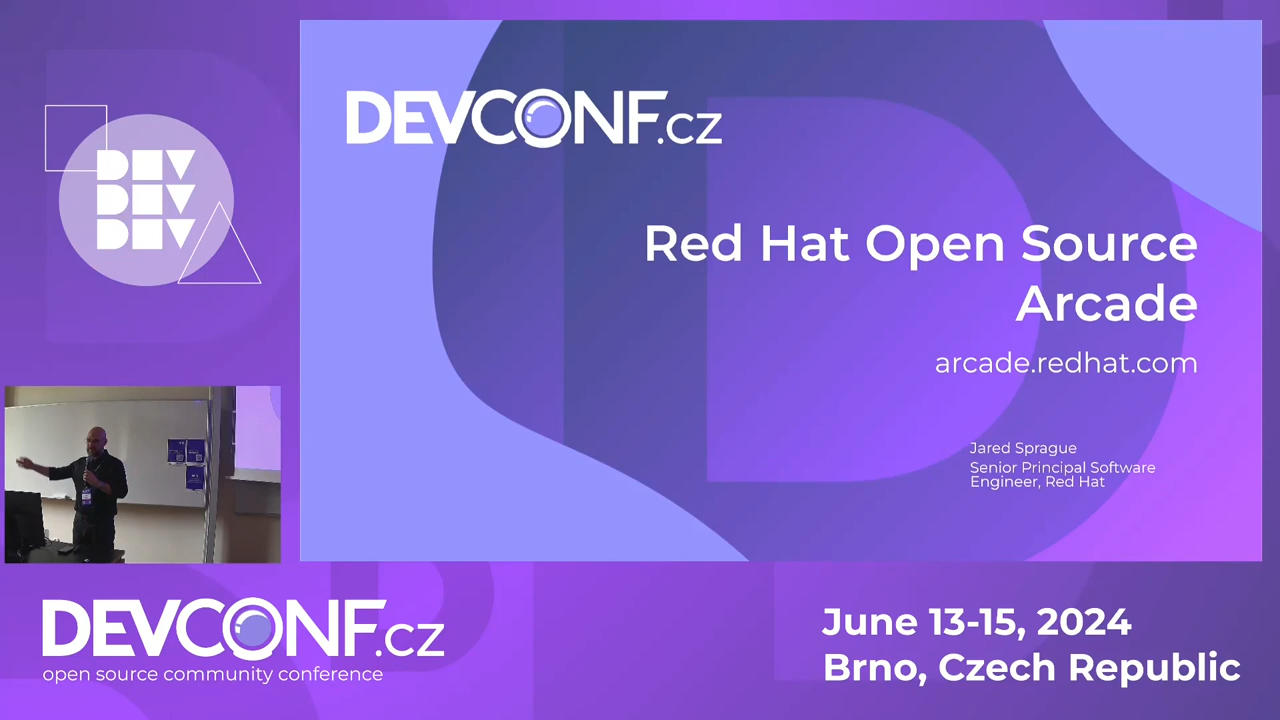 DEV
DEV
DEV
DEVCONF.cz
Red Hat Open Source
Arcade
arcade.redhat.com
Jared Sprague
Senior Principal Software
Engineer, Red Hat
DEVCONF.cz
open source community conference
June 13-15, 2024
Brno, Czech Republic